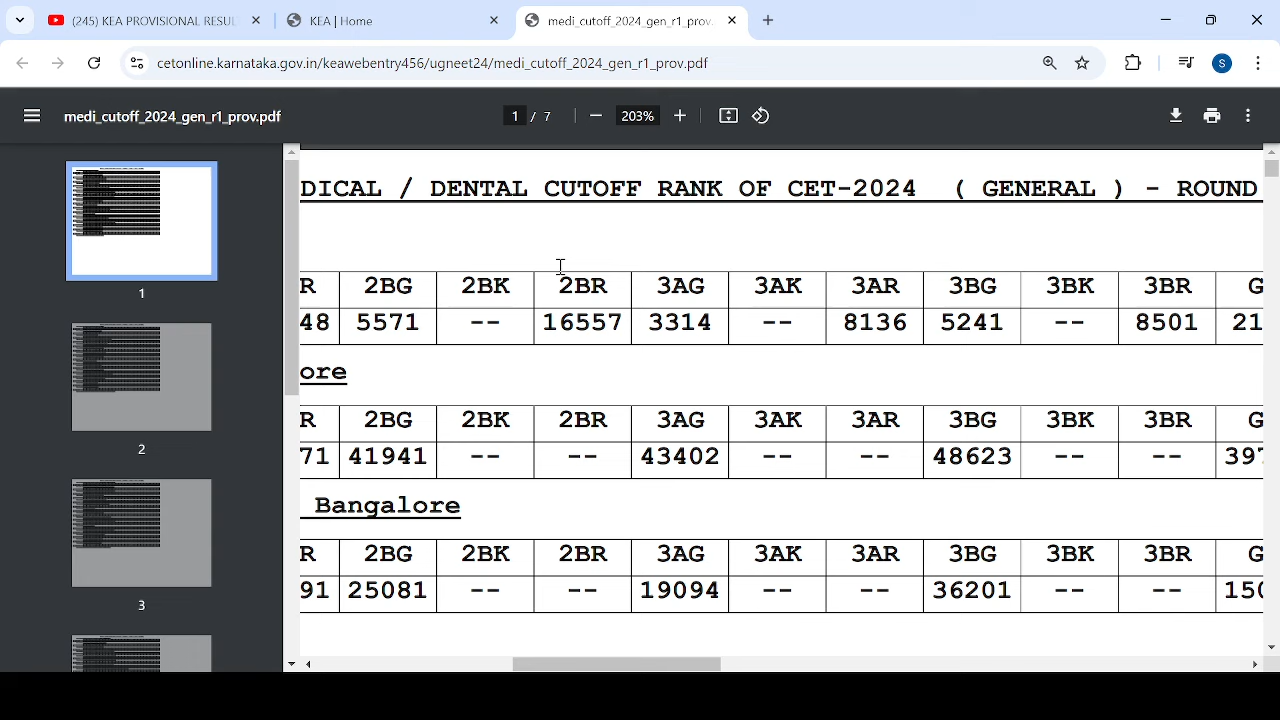 (245) KEA PROVISIONAL RESUL
KEA | Home
medi_cutoff_2024_gen_r1_prov.
cetonline.karnataka.gov.in/keawebentry456/ugneet24/medi_cutoff_2024_gen_r1_prov.pdf
S
medi_cutoff_2024_gen_r1_prov.pdf
1 / 7
203%
DICAL / DENTAL CUTOFF RANK OF CET-2024 ( GENERAL ) - ROUND
R 2BG 2BK 2BR 3AG 3AK 3AR 3BG 3BK 3BR G
48 5571 -- 16557 3314 -- 8136 5241 -- 8501 21
ore
R 2BG 2BK 2BR 3AG 3AK 3AR 3BG 3BK 3BR G
71 41941 -- -- 43402 -- -- 48623 -- -- 397
Bangalore
R 2BG 2BK 2BR 3AG 3AK 3AR 3BG 3BK 3BR G
91 25081 -- -- 19094 -- -- 36201 -- -- 150
1
2
3